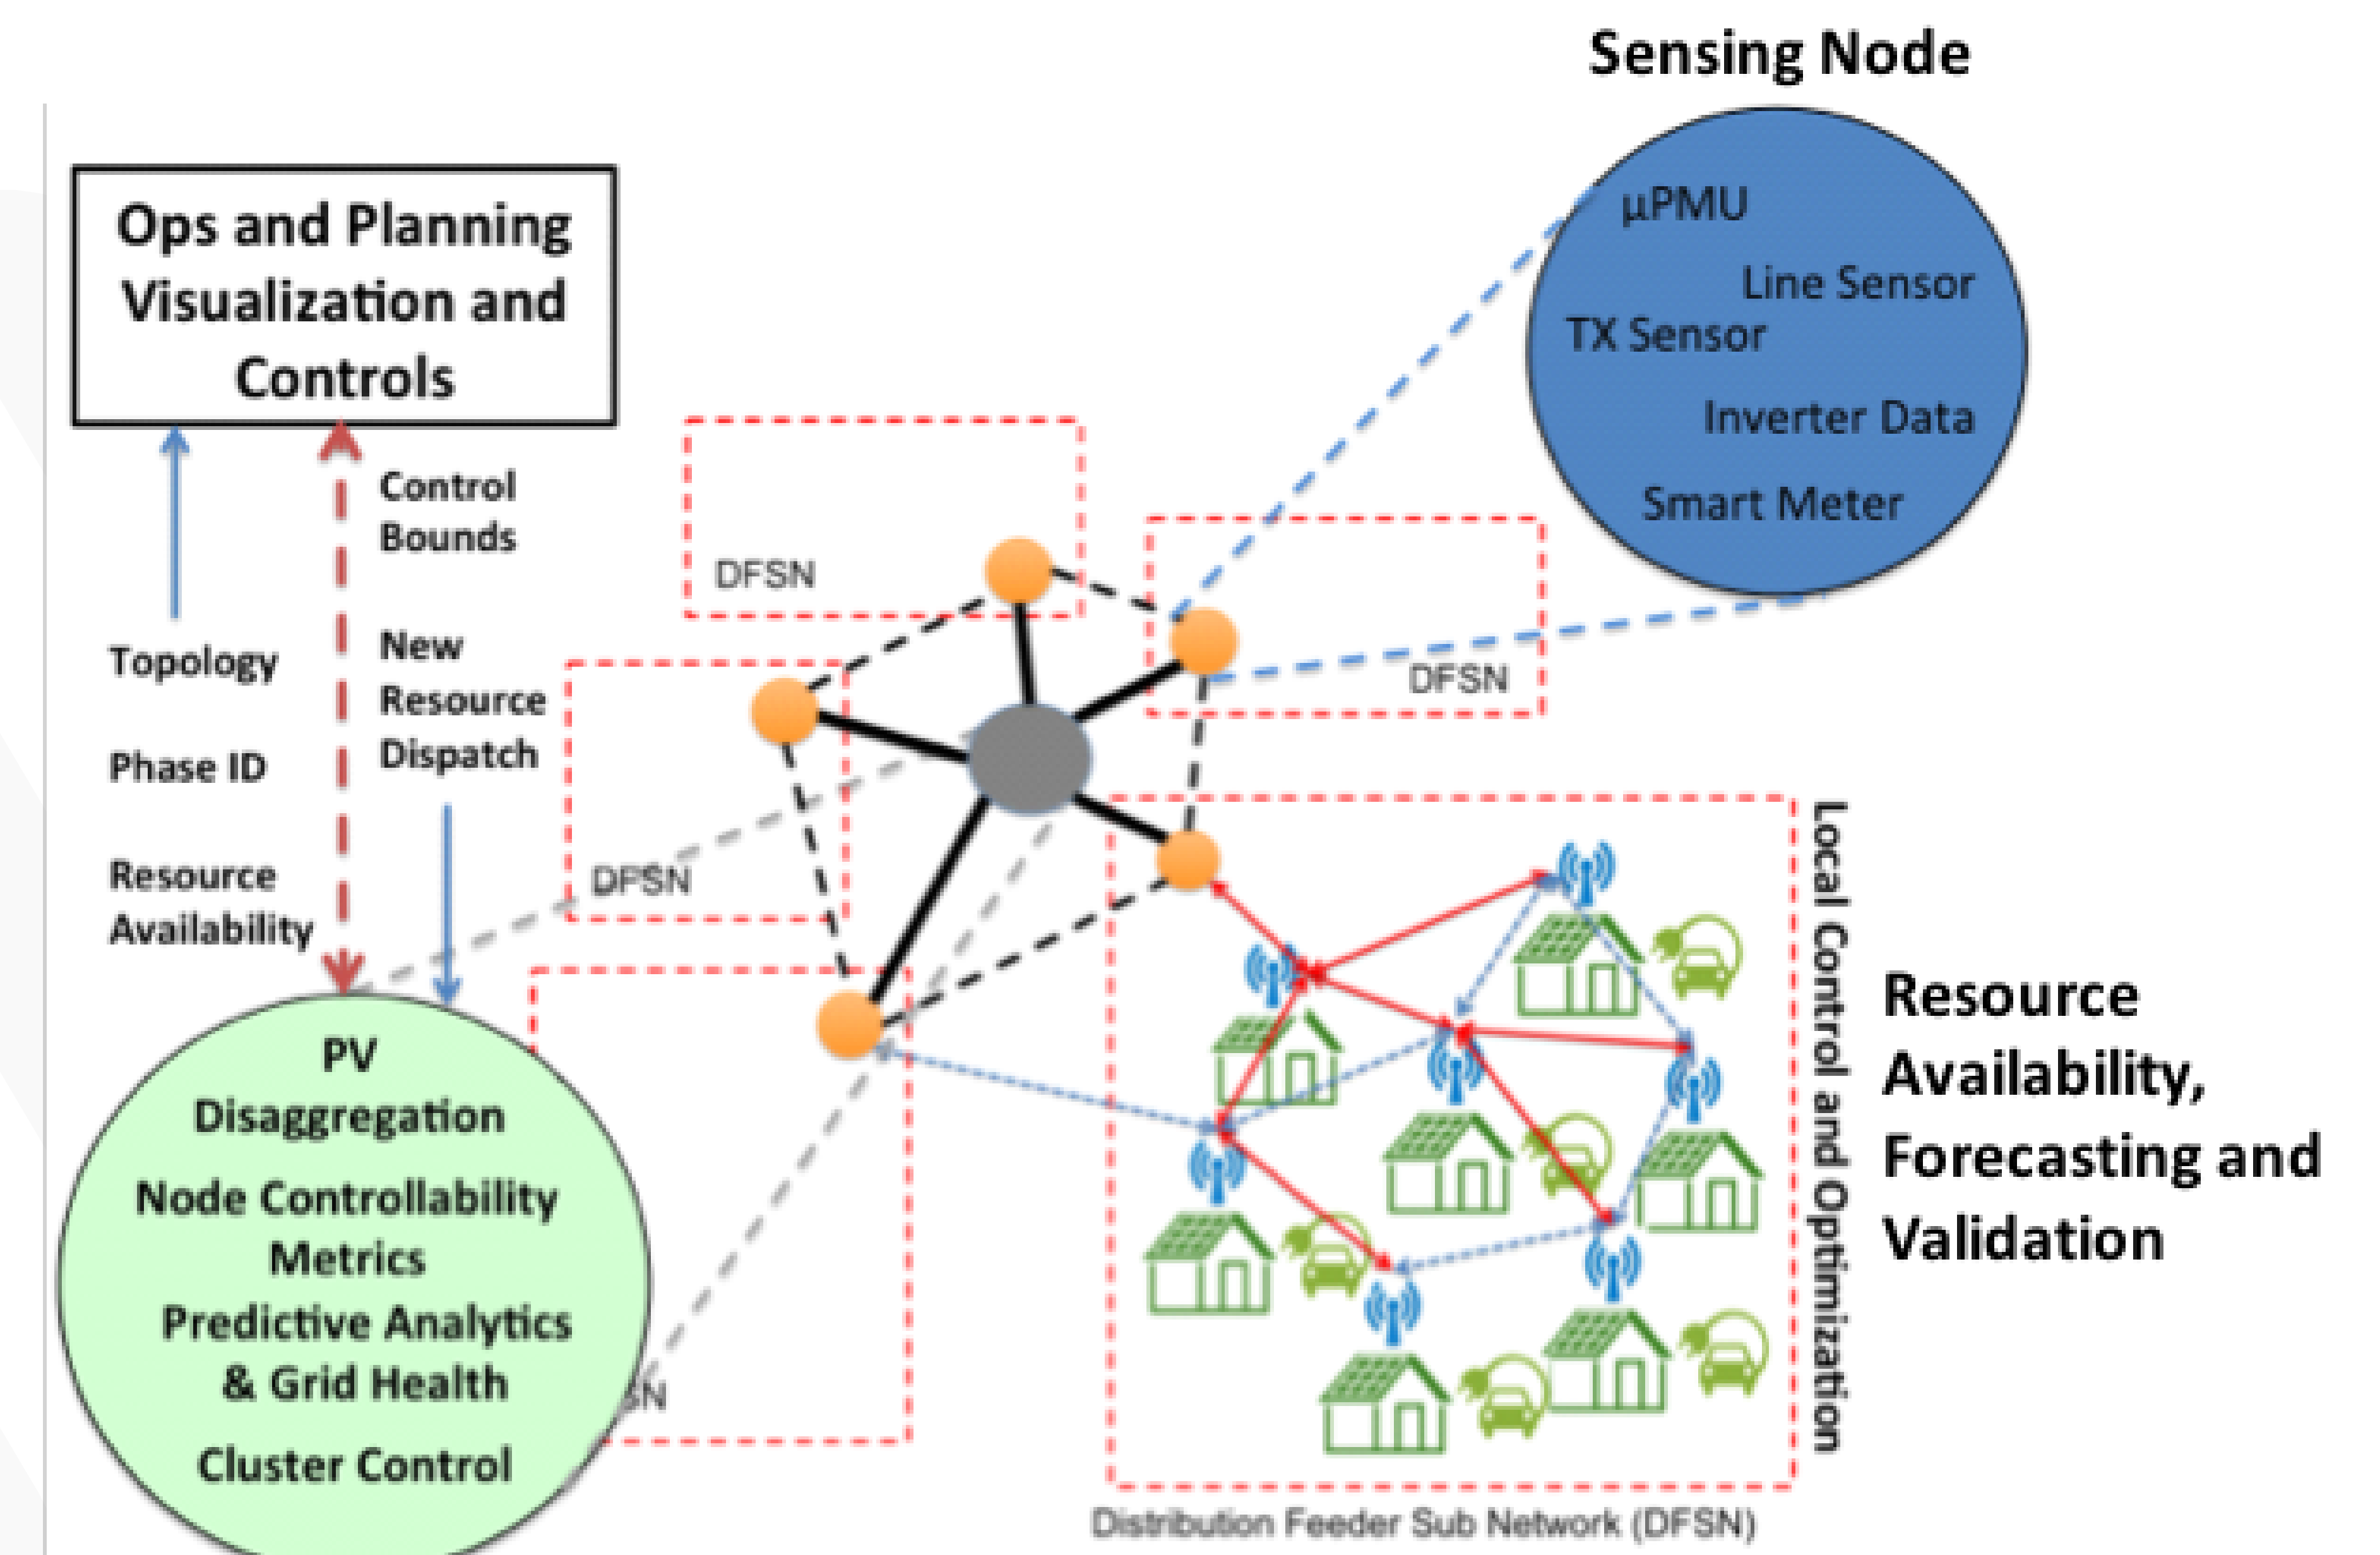 Sensing Node
µPMU
Line Sensor
TX Sensor
Inverter Data
Smart Meter
Ops and Planning
Visualization and
Controls
Control
Bounds
New
Resource
Dispatch
Topology
Phase ID
Resource
Availability
DFSN
DFSN
DFSN
PV
Disaggregation
Node Controllability
Metrics
Predictive Analytics
& Grid Health
Cluster Control
Local Control and Optimization
Resource
Availability,
Forecasting and
Validation
Distribution Feeder Sub Network (DFSN)